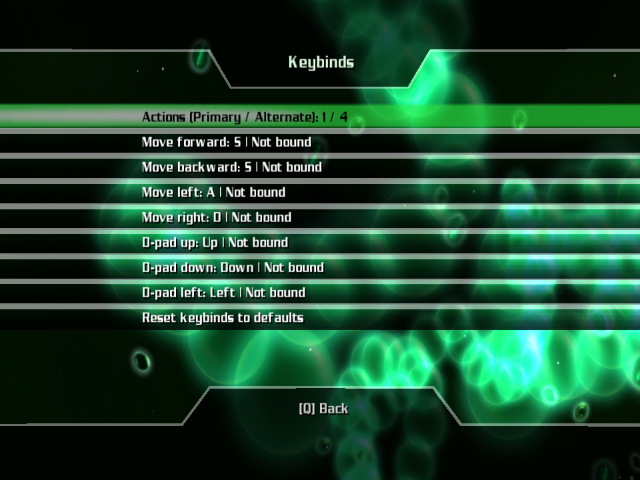 Keybinds
Actions (Primary / Alternate): 1 / 4
Move forward: S | Not bound
Move backward: S | Not bound
Move left: A | Not bound
Move right: D | Not bound
D-pad up: Up | Not bound
D-pad down: Down | Not bound
D-pad left: Left | Not bound
Reset keybinds to defaults
[Q] Back